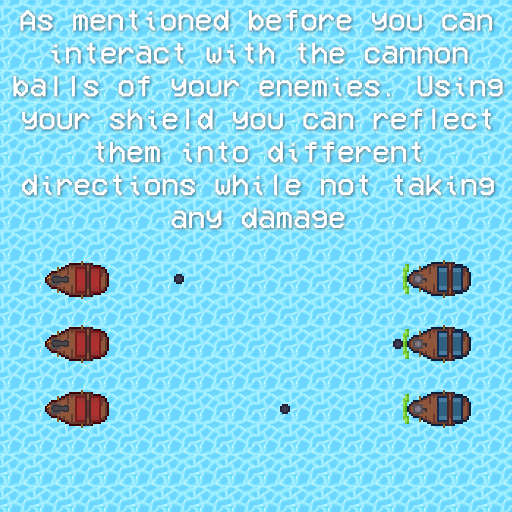 As mentioned before you can
interact with the cannon
balls of your enemies. Using
your shield you can reflect
them into different
directions while not taking
any damage